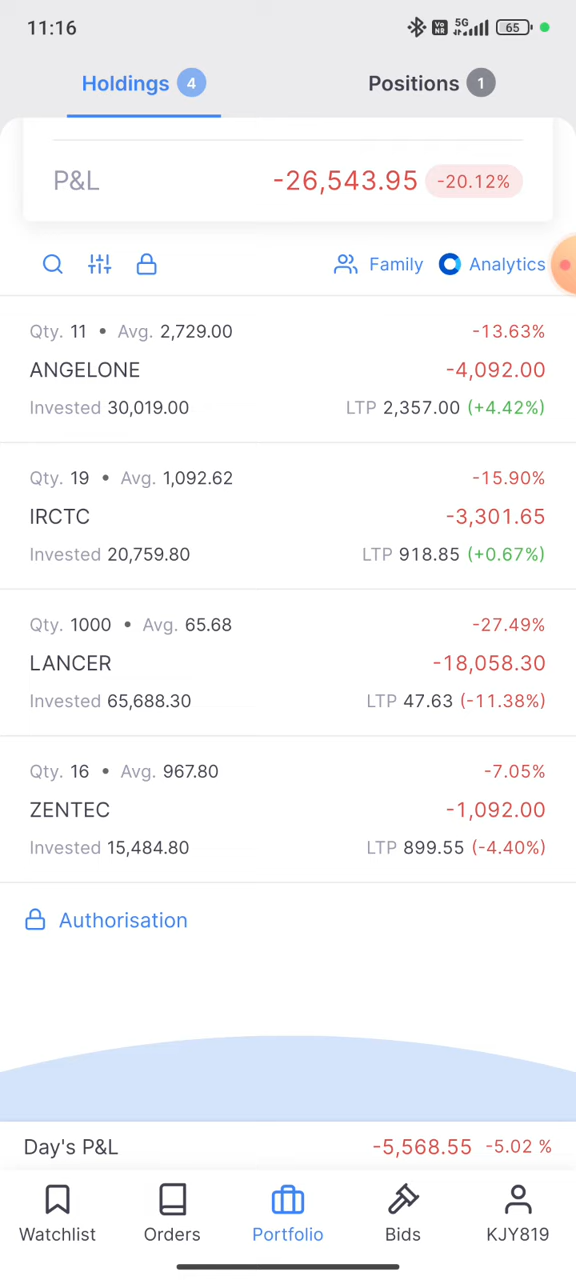 11:16
Vo
NR
5G
65
Holdings 4
Positions 1
P&L -26,543.95 -20.12%
Family Analytics
Qty. 11 • Avg. 2,729.00 -13.63%
ANGELONE -4,092.00
Invested 30,019.00 LTP 2,357.00 (+4.42%)
Qty. 19 • Avg. 1,092.62 -15.90%
IRCTC -3,301.65
Invested 20,759.80 LTP 918.85 (+0.67%)
Qty. 1000 • Avg. 65.68 -27.49%
LANCER -18,058.30
Invested 65,688.30 LTP 47.63 (-11.38%)
Qty. 16 • Avg. 967.80 -7.05%
ZENTEC -1,092.00
Invested 15,484.80 LTP 899.55 (-4.40%)
Authorisation
Day's P&L -5,568.55 -5.02 %
Watchlist Orders Portfolio Bids KJY819